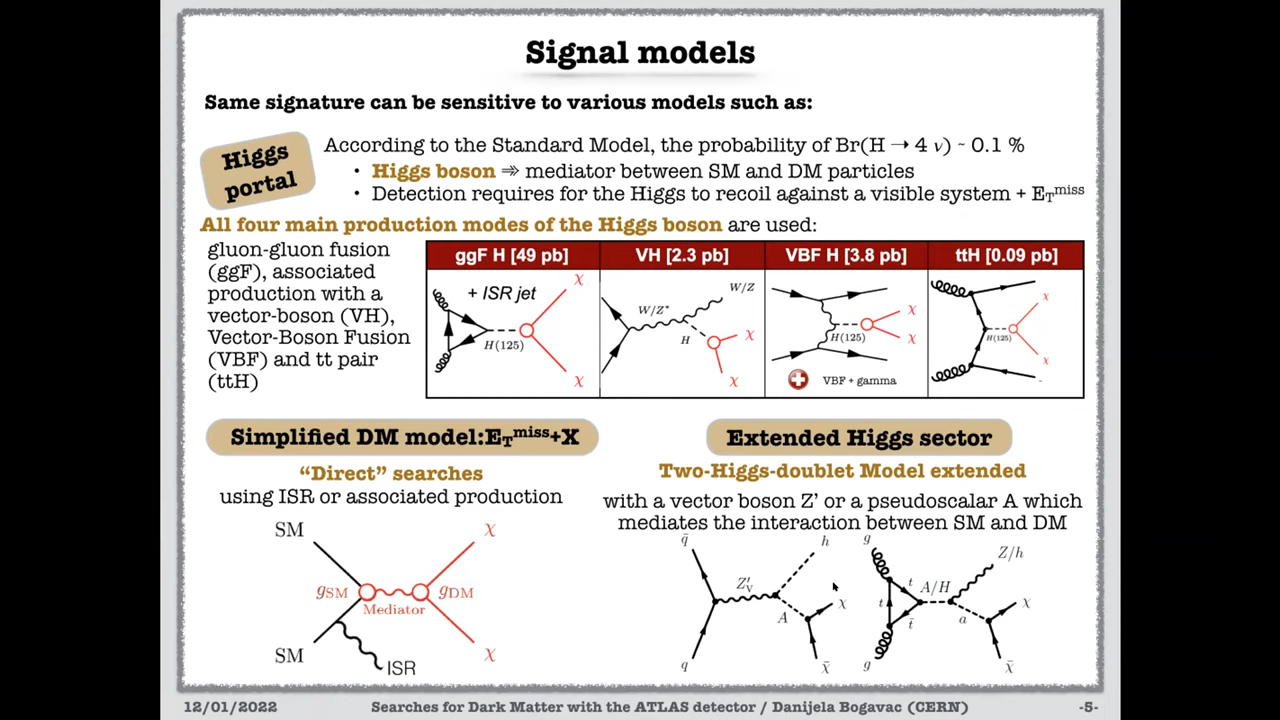 Signal models
Same signature can be sensitive to various models such as:
Higgs
portal
According to the Standard Model, the probability of Br(H → 4 ν) ~ 0.1 %
• Higgs boson ⇒ mediator between SM and DM particles
• Detection requires for the Higgs to recoil against a visible system + E_T^miss
All four main production modes of the Higgs boson are used:
gluon-gluon fusion
(ggF), associated
production with a
vector-boson (VH),
Vector-Boson Fusion
(VBF) and tt pair
(ttH)
ggF H [49 pb]
+ ISR jet
χ
H(125)
χ
VH [2.3 pb]
W/Z
W/Z*
H
χ
χ
VBF H [3.8 pb]
χ
H(125)
χ
VBF + gamma
ttH [0.09 pb]
χ
H(125)
χ
Simplified DM model:E_T^miss+X
"Direct" searches
using ISR or associated production
SM
χ
g_SM
g_DM
Mediator
SM
χ
ISR
Extended Higgs sector
Two-Higgs-doublet Model extended
with a vector boson Z' or a pseudoscalar A which
mediates the interaction between SM and DM
q̄
h
Z'_V
A
χ
q
χ̄
g
Z/h
t
A/H
t
t̄
a
χ
g
χ̄
12/01/2022
Searches for Dark Matter with the ATLAS detector / Danijela Bogavac (CERN)
-5-